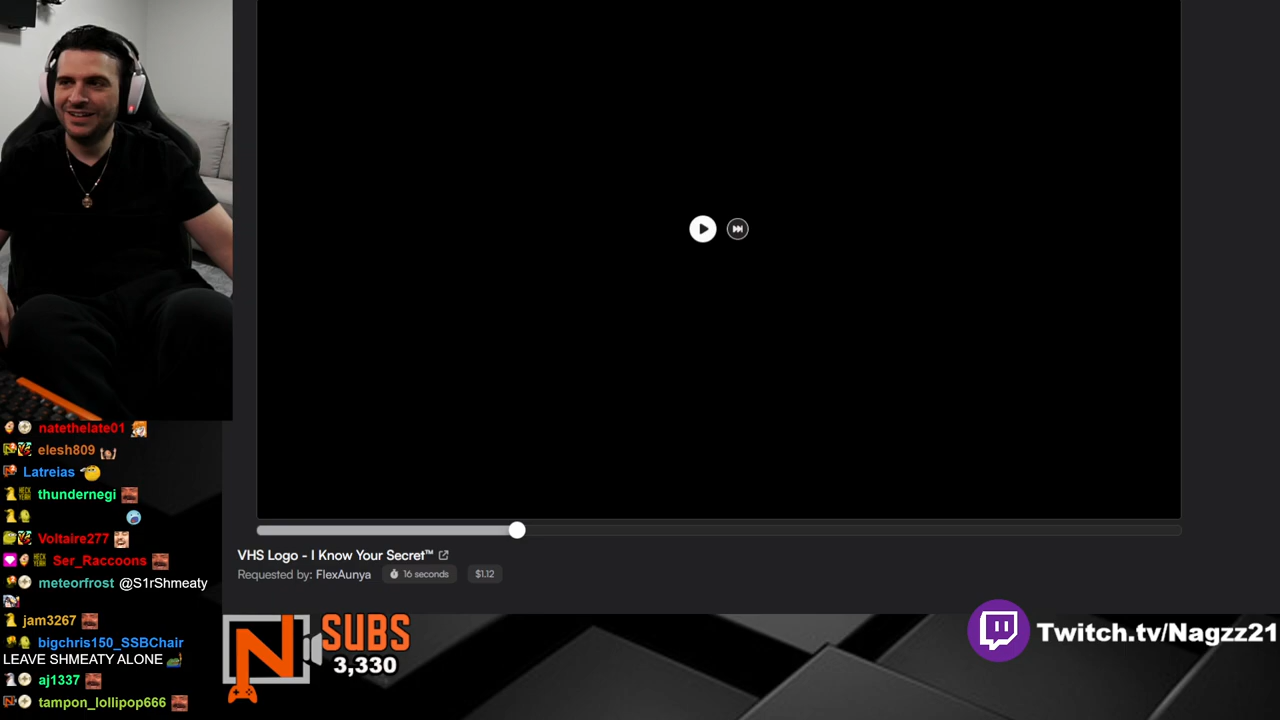 natethelate01
elesh809
Latreias
thundernegi
Voltaire277
Ser_Raccoons
meteorfrost @S1rShmeaty
jam3267
bigchris150_SSBChair
LEAVE SHMEATY ALONE
aj1337
tampon_lollipop666
VHS Logo - I Know Your Secret™
Requested by: FlexAunya 16 seconds $1.12
N SUBS
3,330
Twitch.tv/Nagzz21